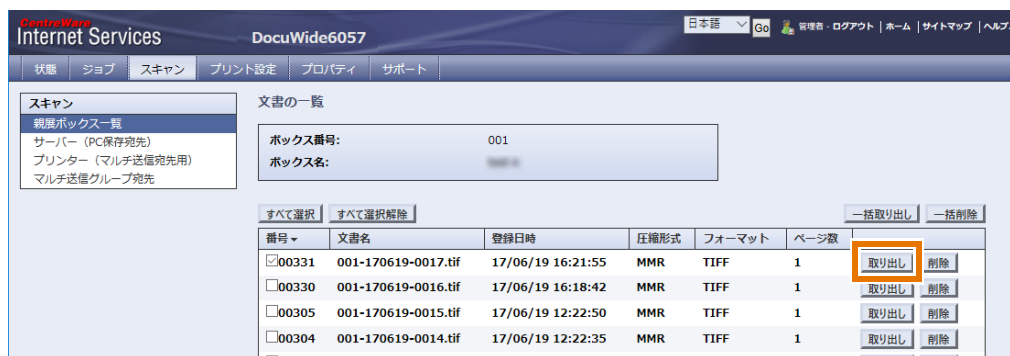 CentreWare
Internet Services
DocuWide6057
日本語 Go 管理者 - ログアウト | ホーム | サイトマップ | ヘルプ
状態 ジョブ スキャン プリント設定 プロパティ サポート
スキャン
親展ボックス一覧
サーバー（PC保存宛先）
プリンター（マルチ送信宛先用）
マルチ送信グループ宛先
文書の一覧
ボックス番号: 001
ボックス名:
すべて選択 すべて選択解除 一括取り出し 一括削除
番号 文書名 登録日時 圧縮形式 フォーマット ページ数
00331 001-170619-0017.tif 17/06/19 16:21:55 MMR TIFF 1 取り出し 削除
00330 001-170619-0016.tif 17/06/19 16:18:42 MMR TIFF 1 取り出し 削除
00305 001-170619-0015.tif 17/06/19 12:22:50 MMR TIFF 1 取り出し 削除
00304 001-170619-0014.tif 17/06/19 12:22:35 MMR TIFF 1 取り出し 削除